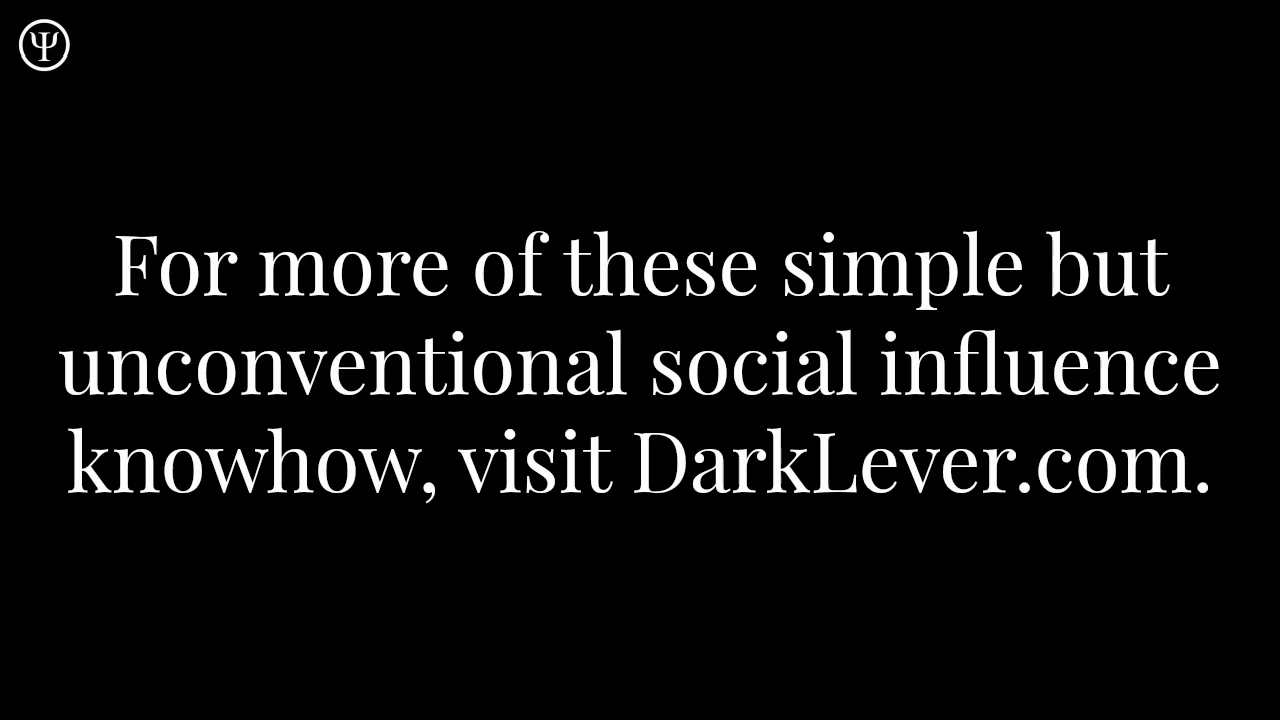 Ψ
For more of these simple but
unconventional social influence
knowhow, visit DarkLever.com.